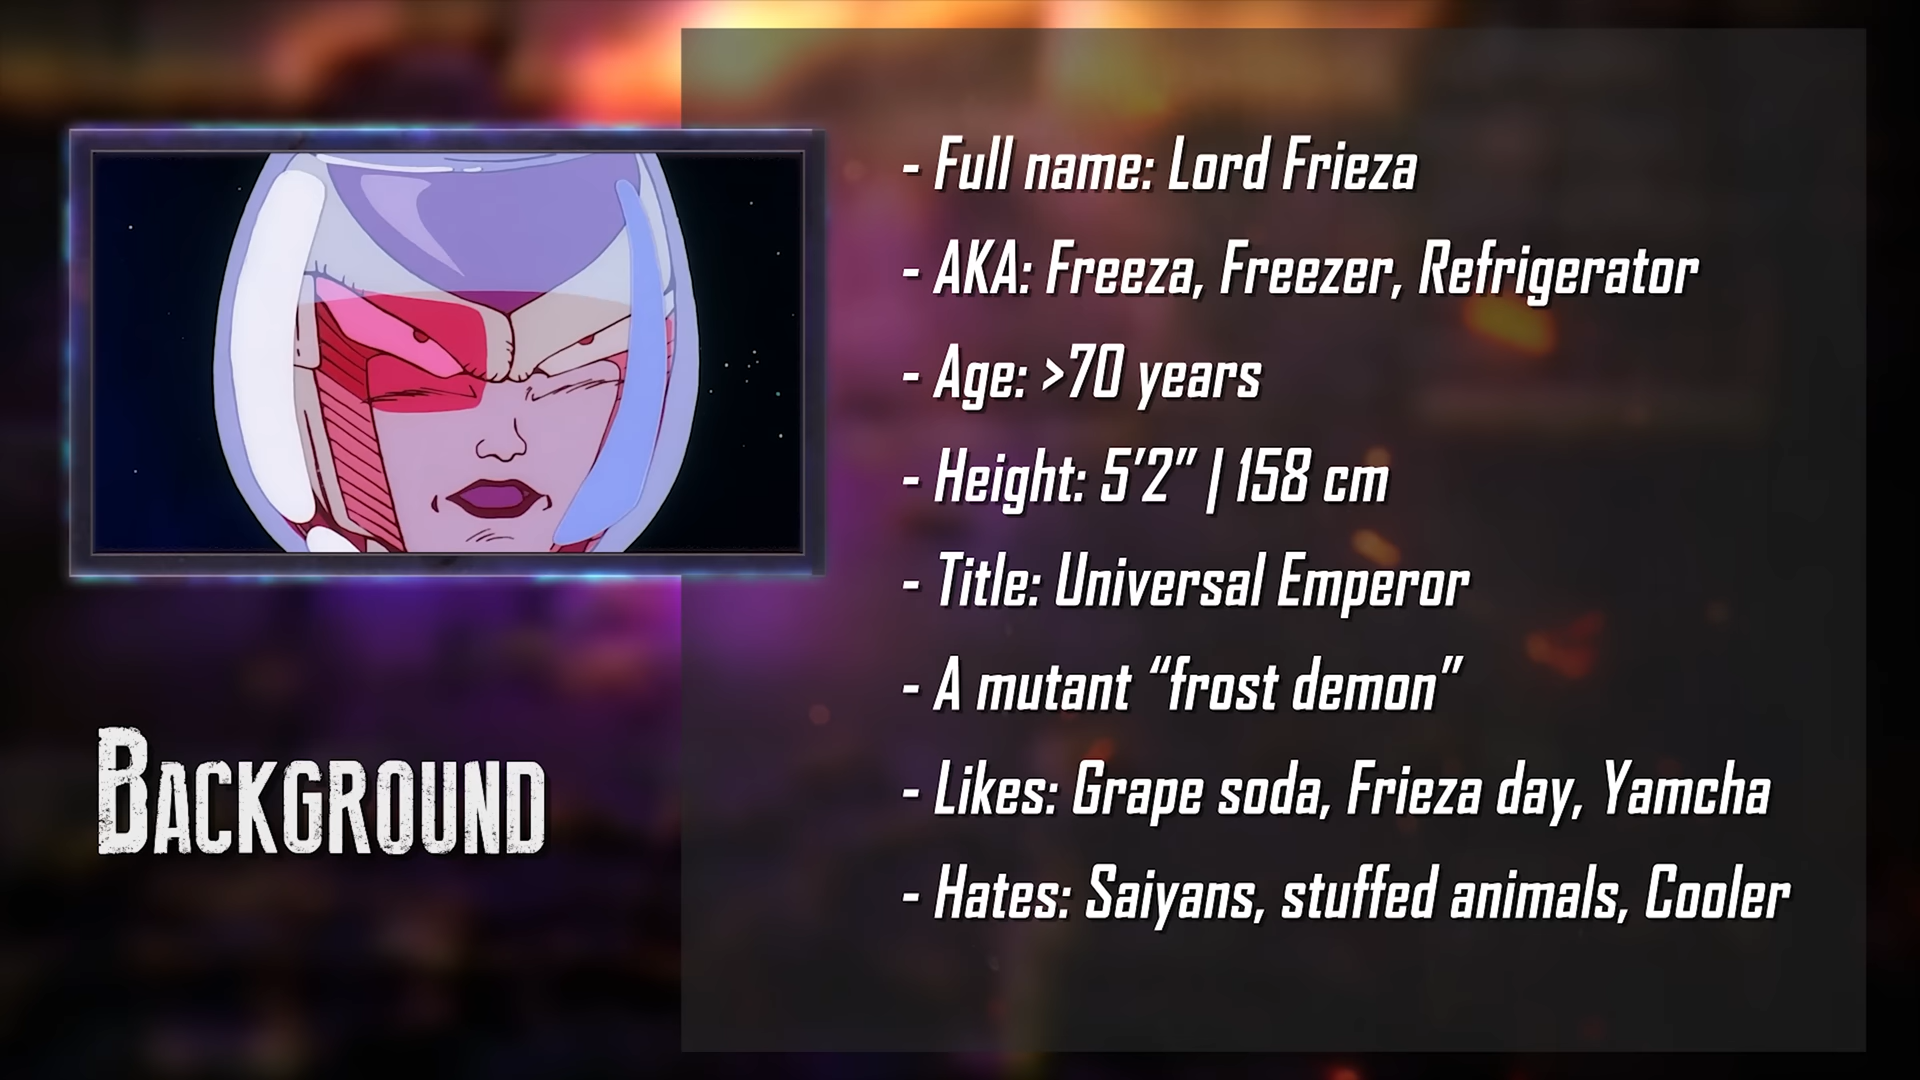 - Full name: Lord Frieza
- AKA: Freeza, Freezer, Refrigerator
- Age: >70 years
- Height: 5’2” | 158 cm
- Title: Universal Emperor
- A mutant “frost demon”
- Likes: Grape soda, Frieza day, Yamcha
- Hates: Saiyans, stuffed animals, Cooler
Background